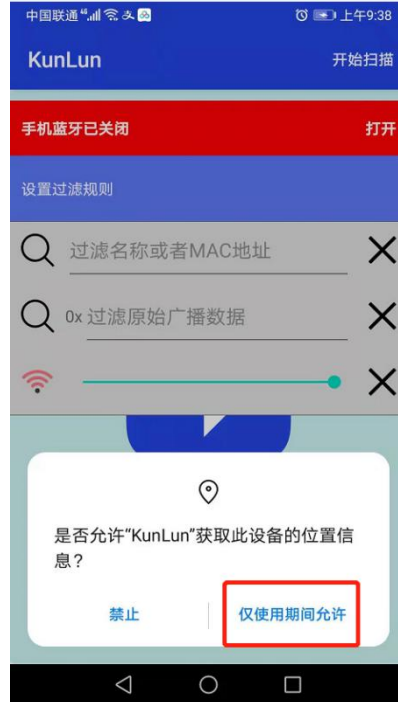 中国联通 46 上午9:38
KunLun 开始扫描
手机蓝牙已关闭 打开
设置过滤规则
过滤名称或者MAC地址
0x 过滤原始广播数据
是否允许“KunLun”获取此设备的位置信
息？
禁止 仅使用期间允许